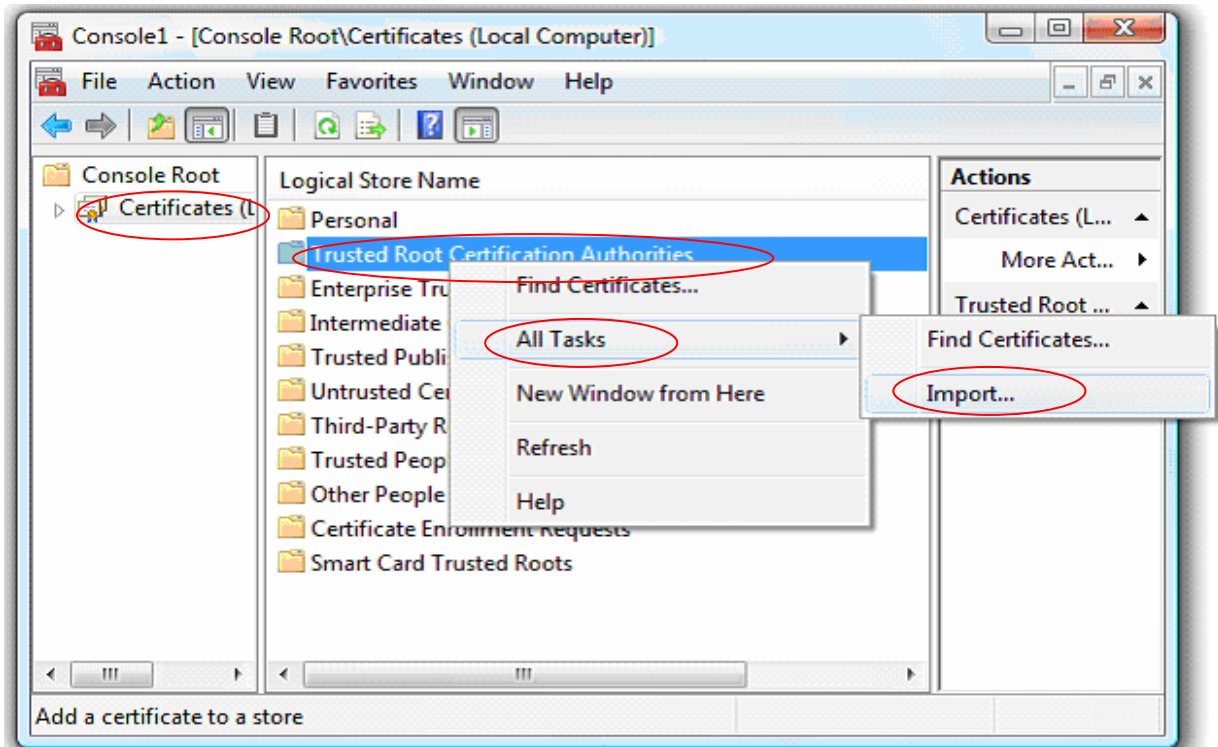 Console1 - [Console Root\Certificates (Local Computer)]
File Action View Favorites Window Help
Console Root
Certificates (L
Logical Store Name
Personal
Trusted Root Certification Authorities
Enterprise Tru
Intermediate
Trusted Publi
Untrusted Cer
Third-Party R
Trusted Peop
Other People
Certificate Enrollment Requests
Smart Card Trusted Roots
Find Certificates...
All Tasks
New Window from Here
Refresh
Help
Find Certificates...
Import...
Actions
Certificates (L...
More Act...
Trusted Root ...
Add a certificate to a store